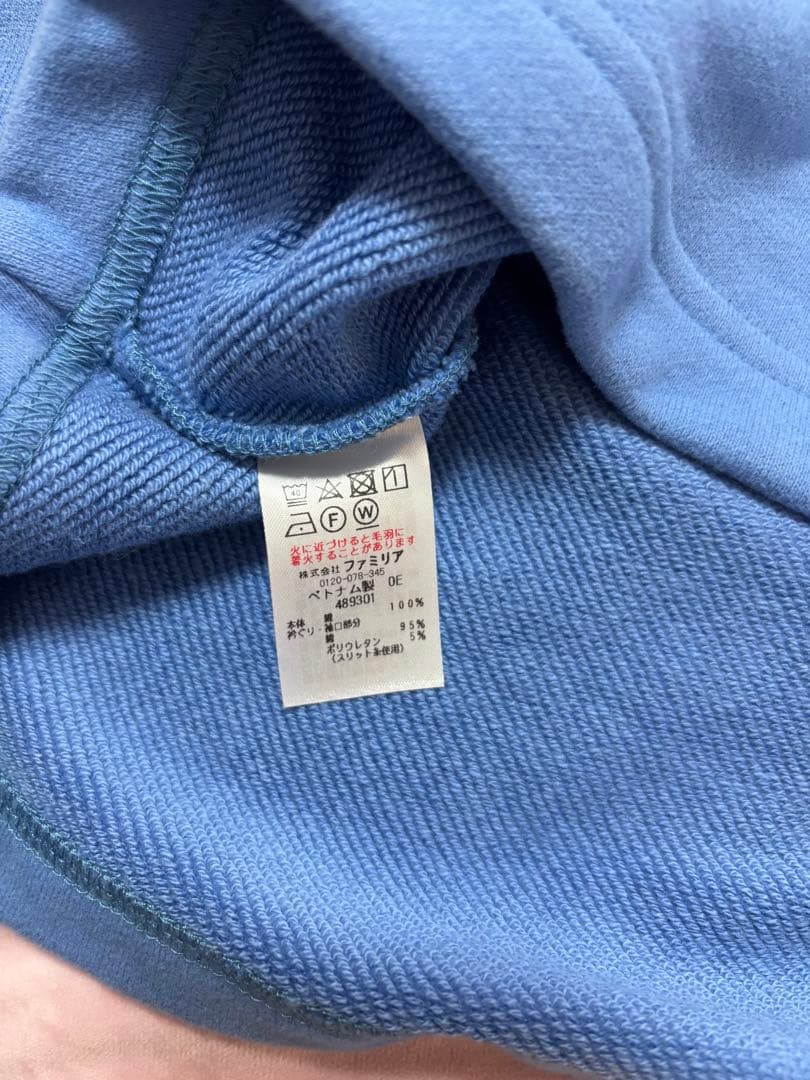 40
F W
火に近づけると毛羽に
着火することがあります
株式会社 ファミリア
0120-078-345
ベトナム製 0E
489301
本体 綿 100%
衿ぐり・袖口部分
綿 95%
ポリウレタン 5%
(スリット糸使用)